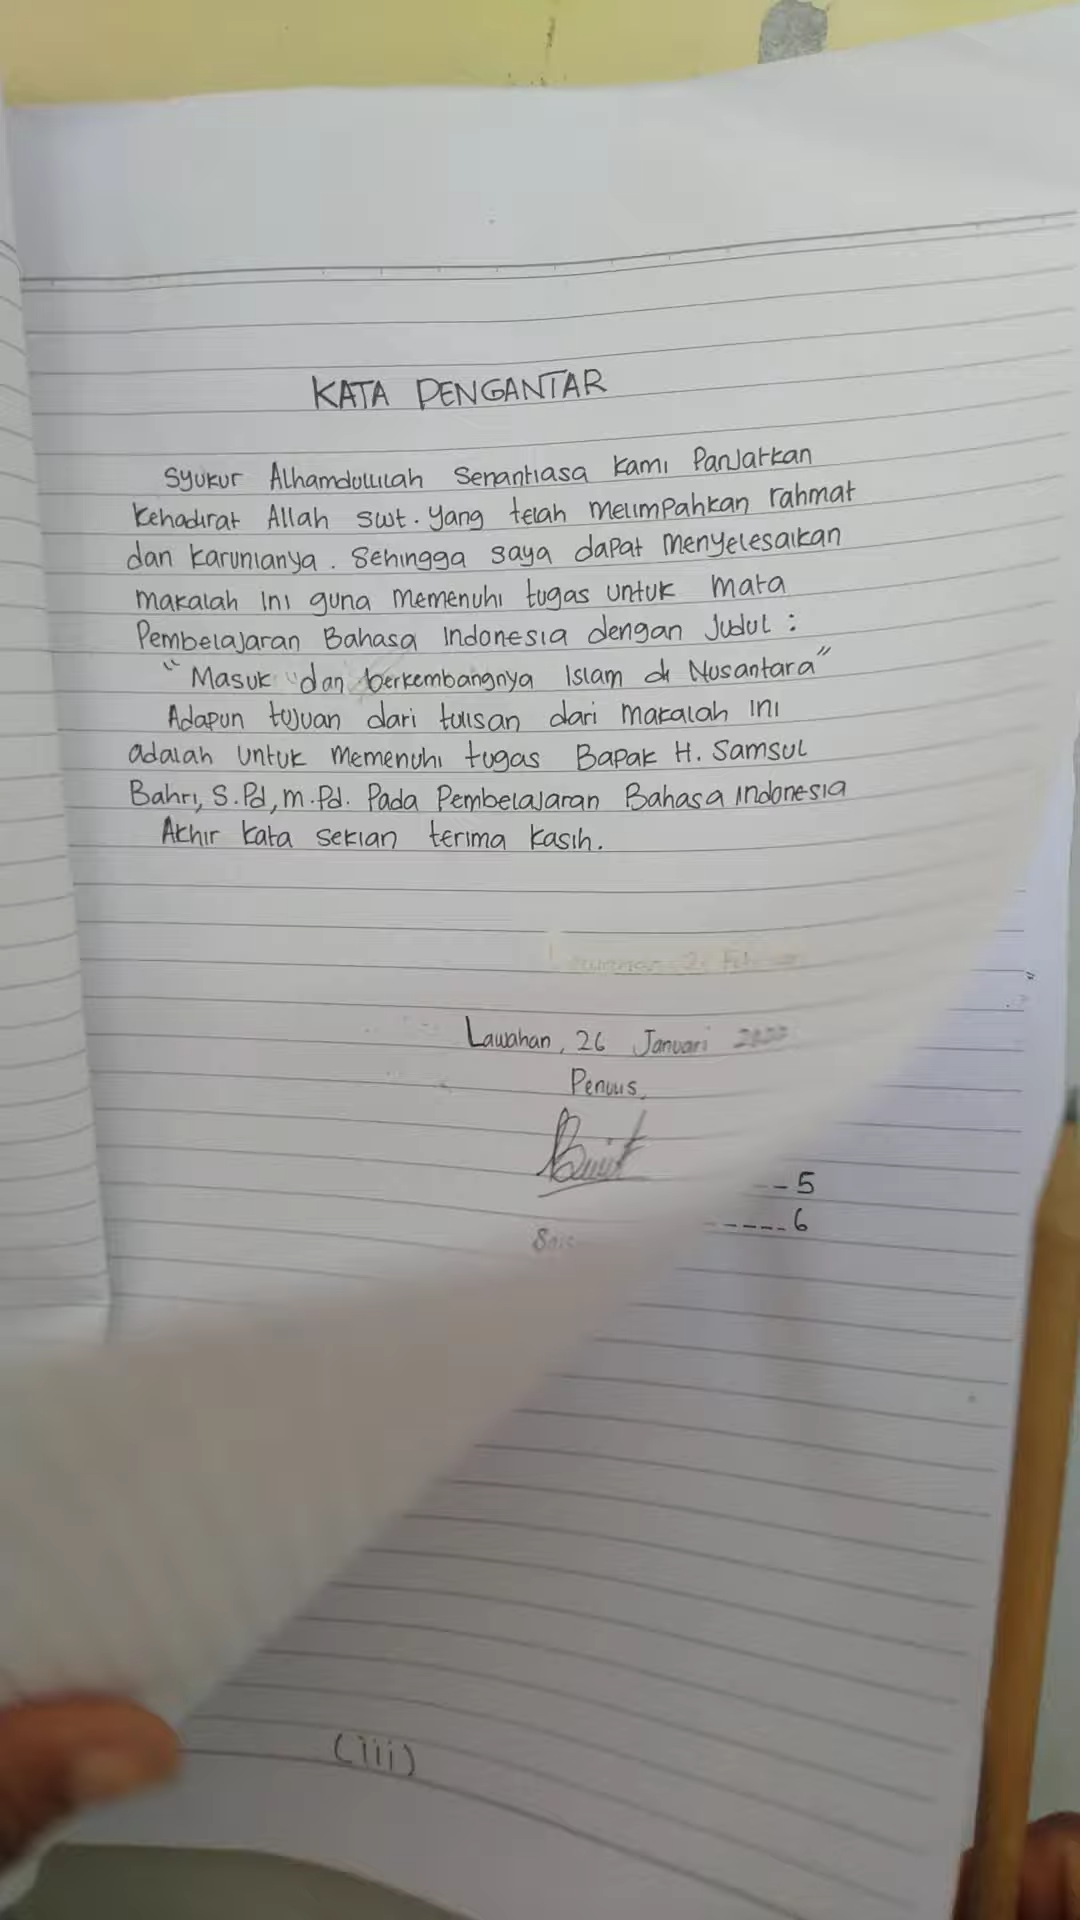 KATA PENGANTAR
Syukur Alhamdulilah Senantiasa kami Panjatkan
Kehadirat Allah swt. yang telah melimpahkan rahmat
dan karunianya. Sehingga saya dapat menyelesaikan
makalah ini guna memenuhi tugas untuk mata
Pembelajaran Bahasa Indonesia dengan Judul :
"Masuk dan berkembangnya Islam di Nusantara"
Adapun tujuan dari tulisan dari makalah ini
adalah untuk memenuhi tugas Bapak H. Samsul
Bahri, S.Pd, m.Pd. Pada Pembelajaran Bahasa Indonesia
Akhir kata sekian terima kasih.
Lawahan, 26 Januari
Penulis,
---5
------6
(iii)